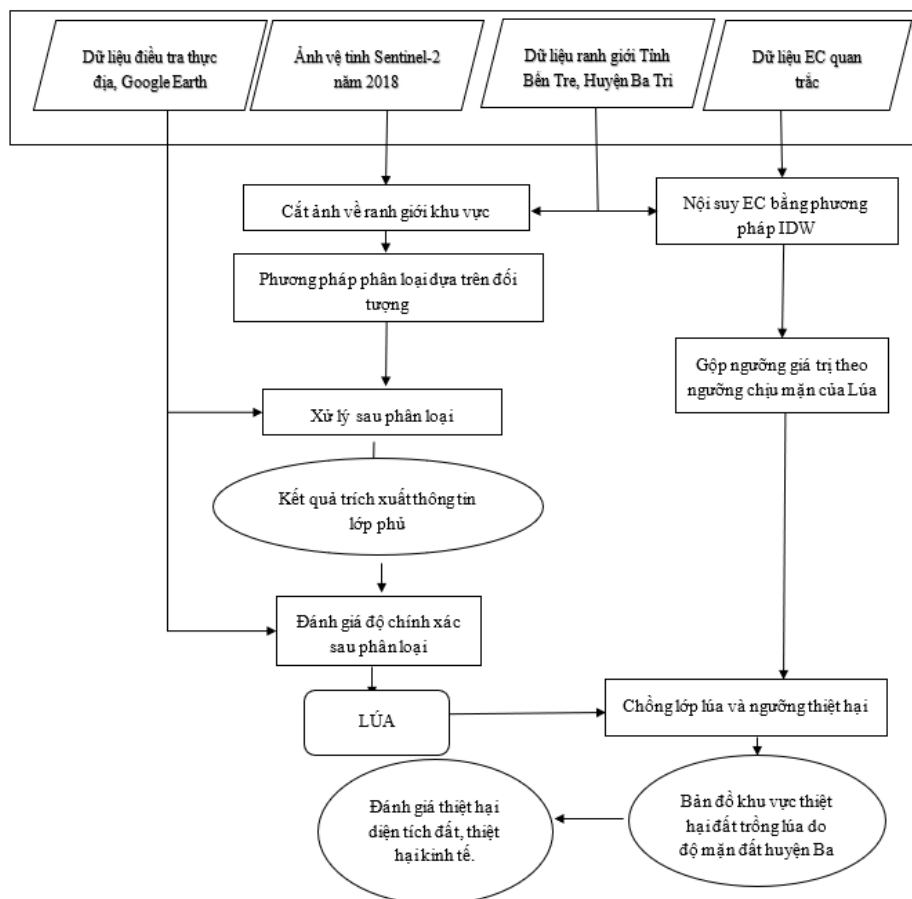 Dữ liệu điều tra thực
địa, Google Earth
Ảnh vệ tinh Sentinel-2
năm 2018
Dữ liệu ranh giới Tỉnh
Bến Tre, Huyện Ba Tri
Dữ liệu EC quan
trắc
Cắt ảnh về ranh giới khu vực
Nội suy EC bằng phương
pháp IDW
Phương pháp phân loại dựa trên đối
tượng
Gộp ngưỡng giá trị theo
ngưỡng chịu mặn của Lúa
Xử lý sau phân loại
Kết quả trích xuất thông tin
lớp phủ
Đánh giá độ chính xác
sau phân loại
LÚA
Chồng lớp lúa và ngưỡng thiệt hại
Đánh giá thiệt hại
diện tích đất, thiệt
hại kinh tế.
Bản đồ khu vực thiệt
hại đất trồng lúa do
độ mặn đất huyện Ba